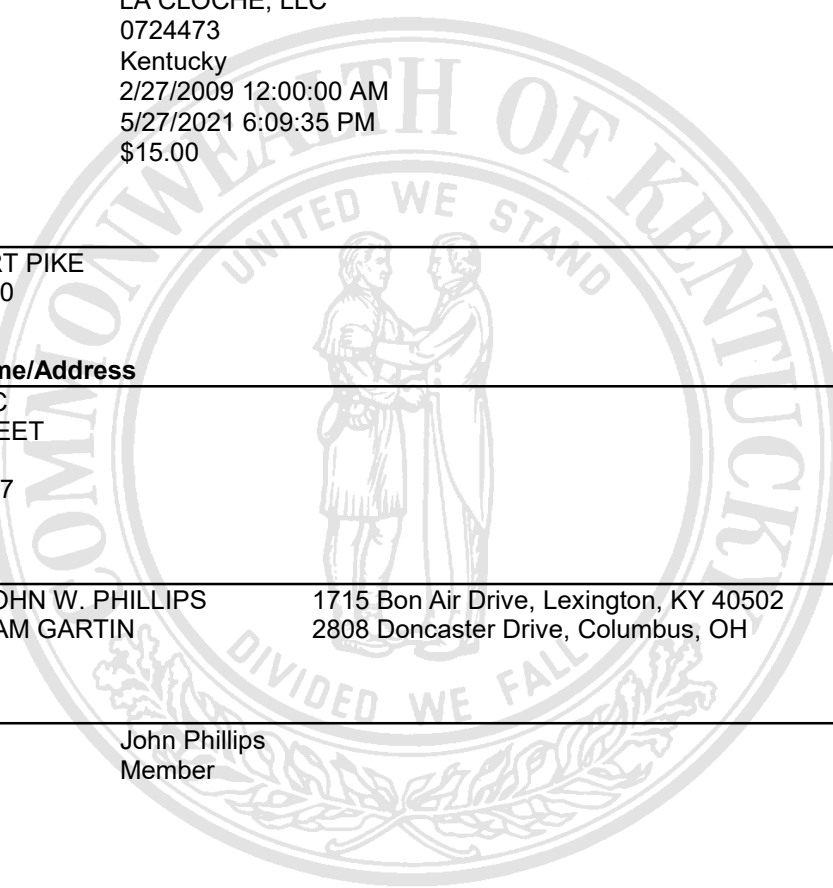 LA CLOCHE, LLC
0724473
Kentucky
2/27/2009 12:00:00 AM
5/27/2021 6:09:35 PM
$15.00
COMMONWEALTH OF KENTUCKY
UNITED WE STAND
RT PIKE
0
me/Address
C
EET
7
OHN W. PHILLIPS 1715 Bon Air Drive, Lexington, KY 40502
AM GARTIN 2808 Doncaster Drive, Columbus, OH
DIVIDED WE FALL
John Phillips
Member